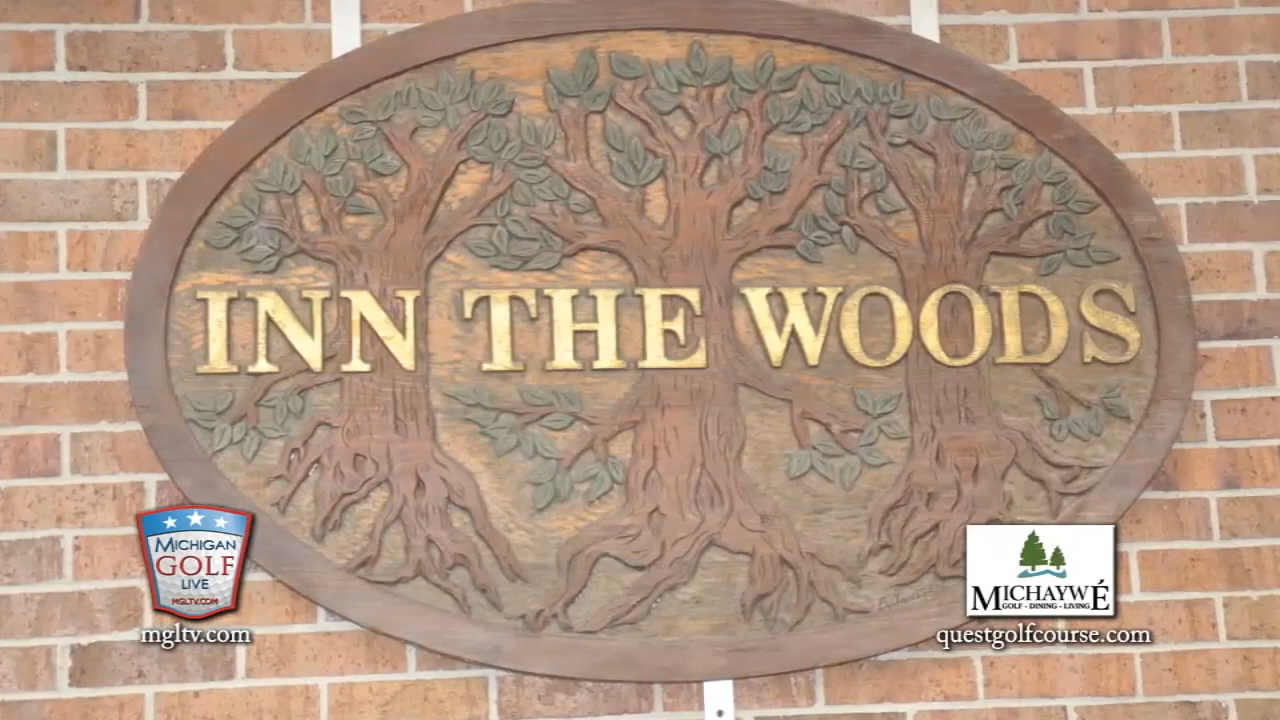 INN THE WOODS
MICHIGAN
GOLF
LIVE
MGLTV.COM
mgltv.com
MICHAYWÉ
GOLF - DINING - LIVING
questgolfcourse.com